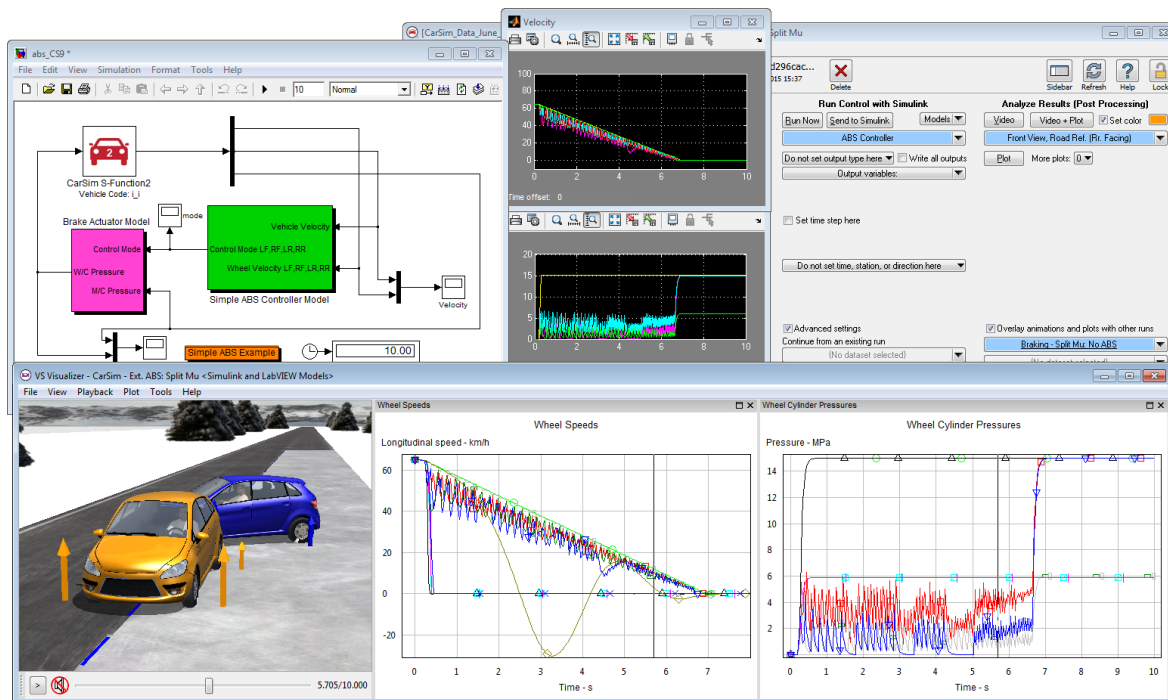 [CarSim_Data_June_
Velocity
Split Mu
abs_CS9 *
File Edit View Simulation Format Tools Help
10
Normal
CarSim S-Function2
Vehicle Code: i_i
Brake Actuator Model
mode
Control Mode
W/C Pressure
M/C Pressure
Vehicle Velocity
Control Mode LF,RF,LR,RR
Wheel Velocity LF,RF,LR,RR
Simple ABS Controller Model
Velocity
Simple ABS Example
10.00
100
80
60
40
20
0
0 2 4 6 8 10
Time offset: 0
20
15
10
5
0
0 2 4 6 8 10
d296cac...
015 15:37
Delete
Sidebar
Refresh
Help
Lock
Run Control with Simulink
Analyze Results (Post Processing)
Run Now
Send to Simulink
Models
Video
Video + Plot
Set color
ABS Controller
Front View, Road Ref. (Rr. Facing)
Do not set output type here
Write all outputs
Plot
More plots: 0
Output variables:
Set time step here
Do not set time, station, or direction here
Advanced settings
Overlay animations and plots with other runs
Continue from an existing run
Braking - Split Mu: No ABS
(No dataset selected)
VS Visualizer - CarSim - Ext. ABS: Split Mu <Simulink and LabVIEW Models>
File View Playback Plot Tools Help
>
5.705/10.000
Wheel Speeds
Wheel Speeds
Longitudinal speed - km/h
60
40
20
0
-20
0 1 2 3 4 5 6 7
Time - s
Wheel Cylinder Pressures
Wheel Cylinder Pressures
Pressure - MPa
14
12
10
8
6
4
2
0 1 2 3 4 5 6 7 8 9 10
Time - s